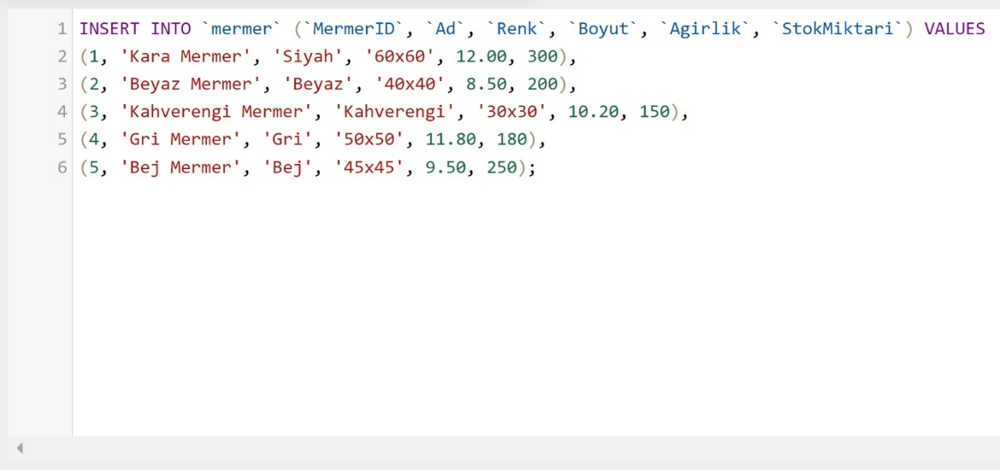 1 INSERT INTO `mermer` (`MermerID`, `Ad`, `Renk`, `Boyut`, `Agirlik`, `StokMiktari`) VALUES
2 (1, 'Kara Mermer', 'Siyah', '60x60', 12.00, 300),
3 (2, 'Beyaz Mermer', 'Beyaz', '40x40', 8.50, 200),
4 (3, 'Kahverengi Mermer', 'Kahverengi', '30x30', 10.20, 150),
5 (4, 'Gri Mermer', 'Gri', '50x50', 11.80, 180),
6 (5, 'Bej Mermer', 'Bej', '45x45', 9.50, 250);